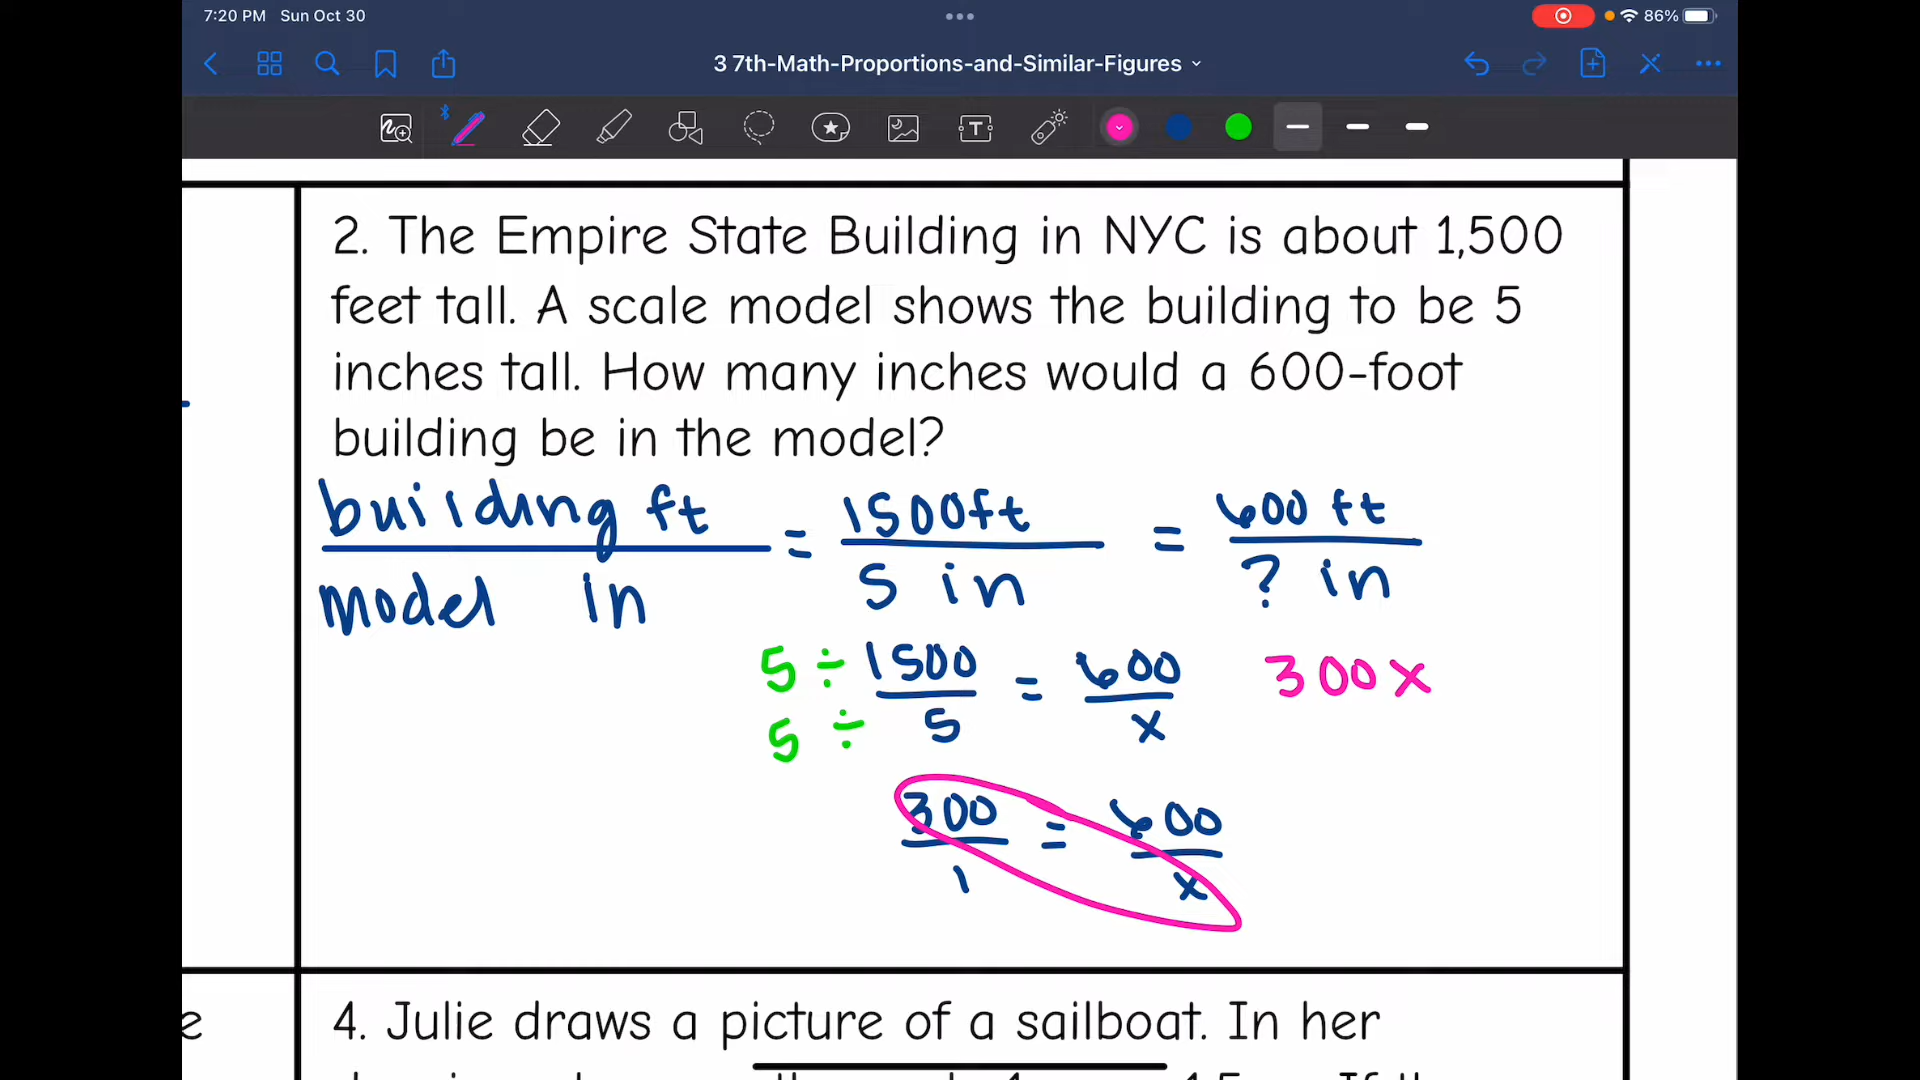 7:20 PM Sun Oct 30
86%
3 7th-Math-Proportions-and-Similar-Figures
T
2. The Empire State Building in NYC is about 1,500
feet tall. A scale model shows the building to be 5
inches tall. How many inches would a 600-foot
building be in the model?
building ft = 1500ft = 600 ft
model in 5 in ? in
5 ÷ 1500 = 600 300x
5 ÷ 5 x
300 = 600
1 x
e
4. Julie draws a picture of a sailboat. In her